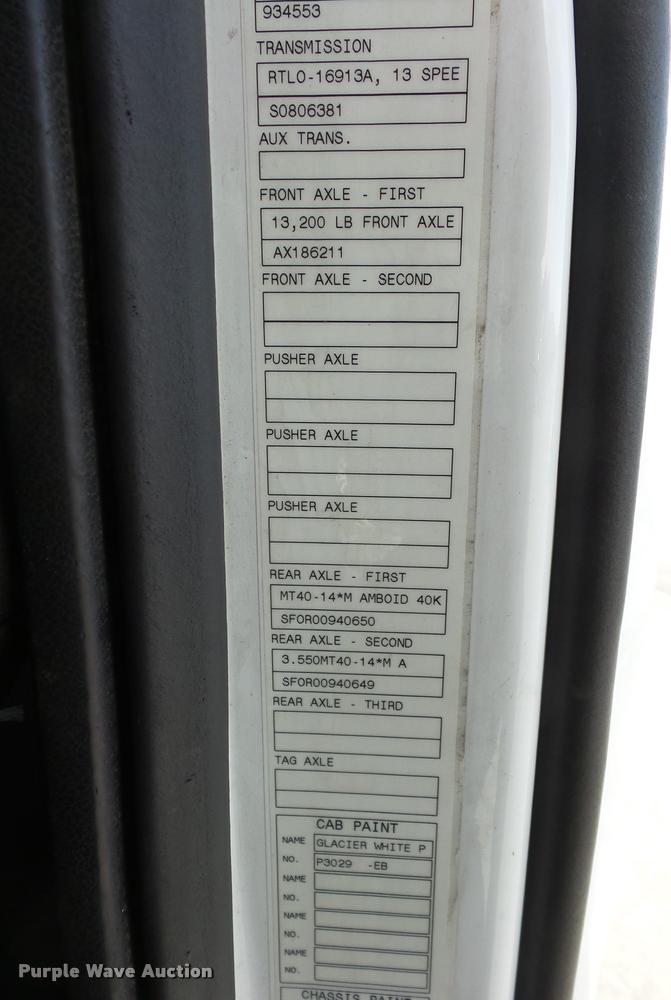 934553
TRANSMISSION
RTLO-16913A, 13 SPEE
S0806381
AUX TRANS.
FRONT AXLE - FIRST
13,200 LB FRONT AXLE
AX186211
FRONT AXLE - SECOND
PUSHER AXLE
PUSHER AXLE
PUSHER AXLE
REAR AXLE - FIRST
MT40-14*M AMBOID 40K
SFOR00940650
REAR AXLE - SECOND
3.550MT40-14*M A
SFOR00940649
REAR AXLE - THIRD
TAG AXLE
CAB PAINT
NAME GLACIER WHITE P
NO. P3029 -EB
NAME
NO.
NAME
NO.
NAME
NO.
CHASSIS PAINT
Purple Wave Auction